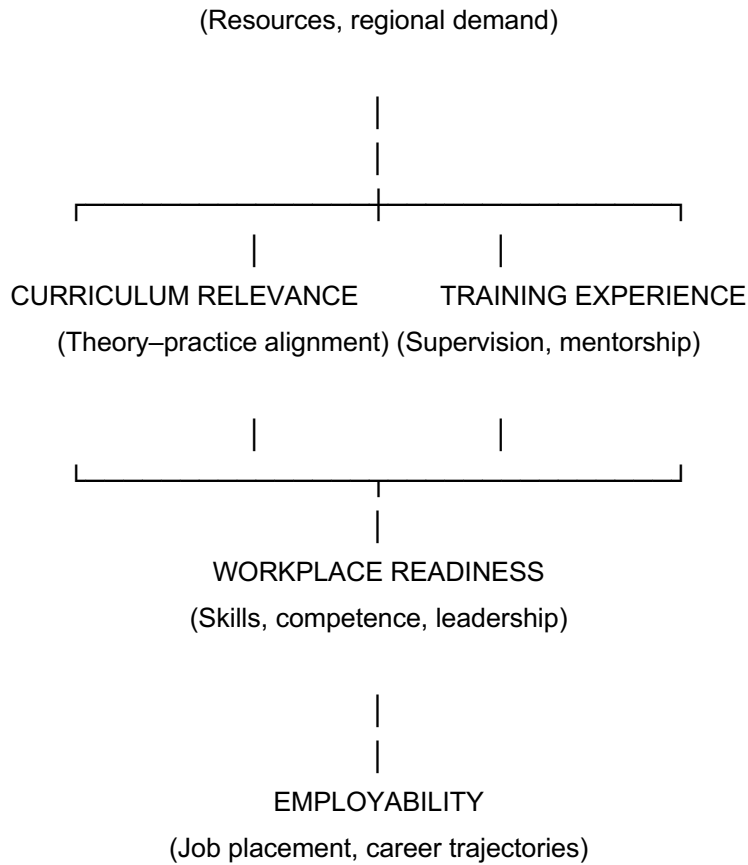 (Resources, regional demand)
CURRICULUM RELEVANCE TRAINING EXPERIENCE
(Theory–practice alignment) (Supervision, mentorship)
WORKPLACE READINESS
(Skills, competence, leadership)
EMPLOYABILITY
(Job placement, career trajectories)